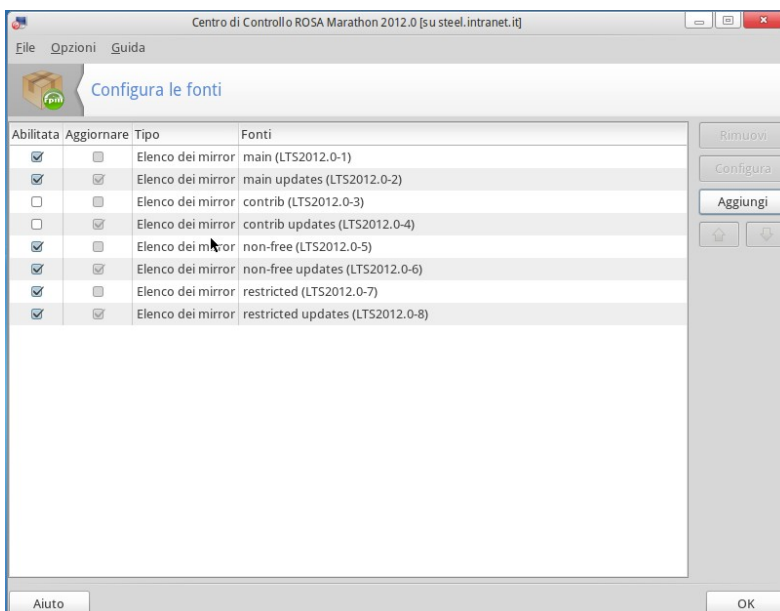 Centro di Controllo ROSA Marathon 2012.0 [su steel.intranet.it]
File Opzioni Guida
rpm
Configura le fonti
Abilitata Aggiornare Tipo Fonti
Elenco dei mirror main (LTS2012.0-1)
Elenco dei mirror main updates (LTS2012.0-2)
Elenco dei mirror contrib (LTS2012.0-3)
Elenco dei mirror contrib updates (LTS2012.0-4)
Elenco dei mirror non-free (LTS2012.0-5)
Elenco dei mirror non-free updates (LTS2012.0-6)
Elenco dei mirror restricted (LTS2012.0-7)
Elenco dei mirror restricted updates (LTS2012.0-8)
Rimuovi
Configura
Aggiungi
Aiuto
OK